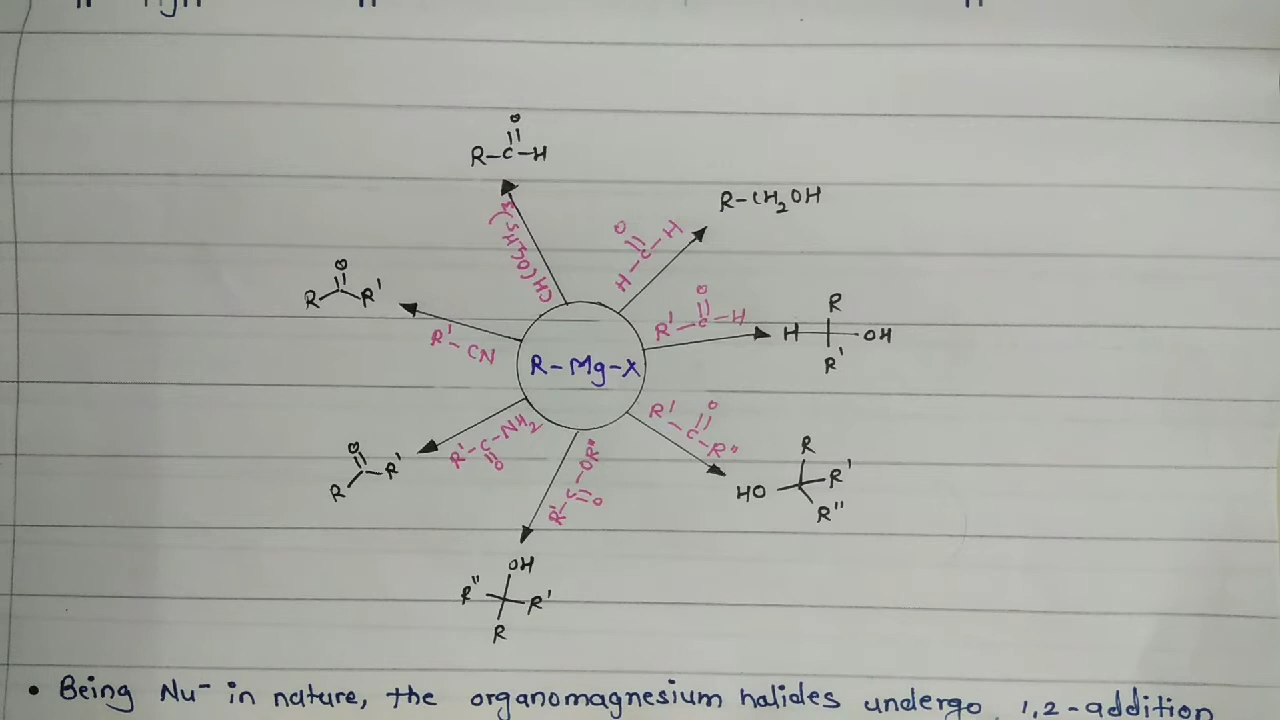 O
R-C-H
R-CH₂OH
CH(OC₂H₅)₃
O
H-C-H
O
R R'
R'-CN
O
R'-C-H
R
H OH
R'
R-Mg-X
R'-C-NH₂
O
O
R'-C-R"
O
R R'
R'-C-OR"
O
R
HO R'
R"
OH
R" R'
R
• Being Nu⁻ in nature, the organomagnesium halides undergo 1,2-addition